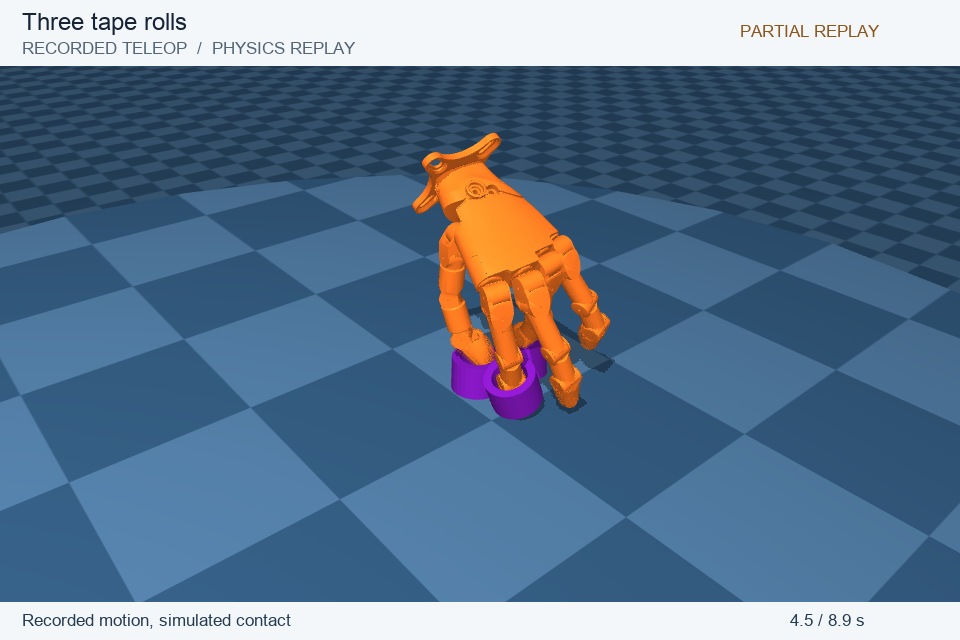 Three tape rolls
RECORDED TELEOP / PHYSICS REPLAY
PARTIAL REPLAY
Recorded motion, simulated contact
4.5 / 8.9 s